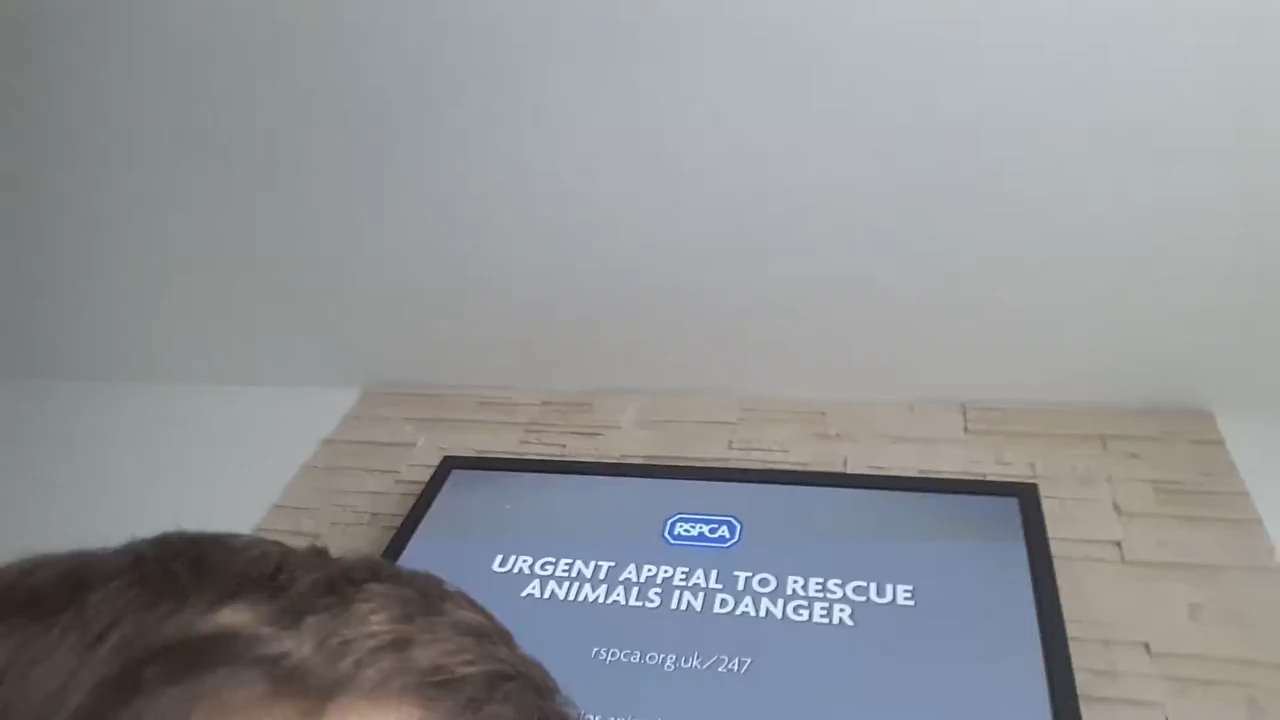 RSPCA
URGENT APPEAL TO RESCUE
ANIMALS IN DANGER
rspca.org.uk/247